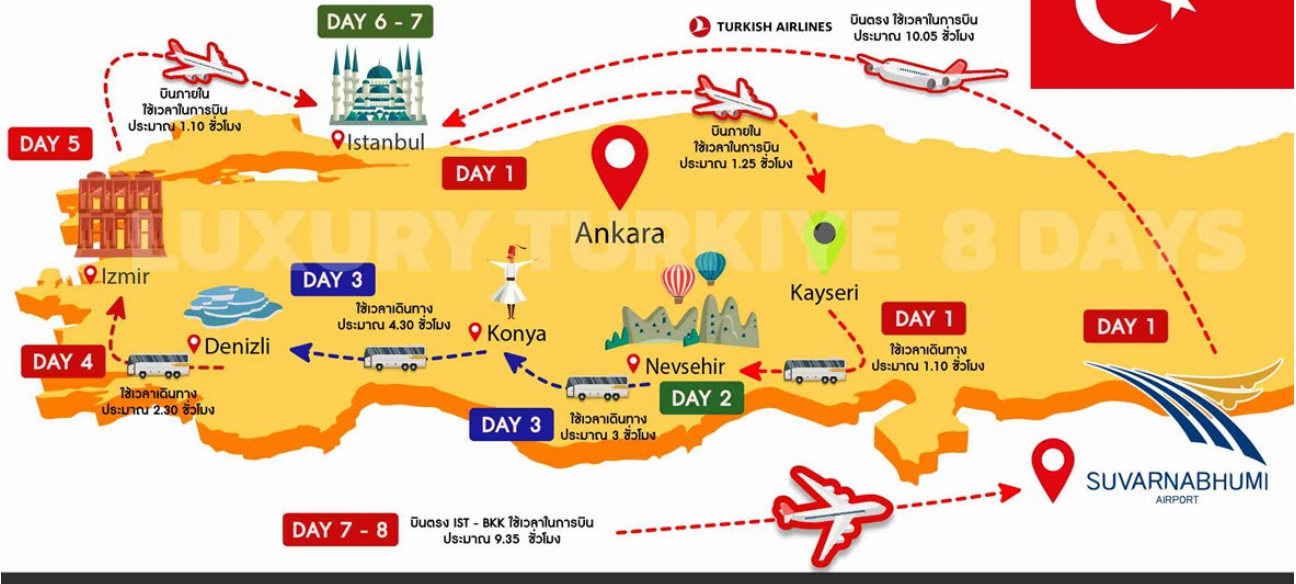 DAY 6 - 7
TURKISH AIRLINES
บินตรง ใช้เวลาในการบิน
ประมาณ 10.05 ชั่วโมง
บินภายใน
ใช้เวลาในการบิน
ประมาณ 1.10 ชั่วโมง
DAY 5
Istanbul
DAY 1
บินภายใน
ใช้เวลาในการบิน
ประมาณ 1.25 ชั่วโมง
Ankara
LUXURY TURKIYE 8 DAYS
Izmir
DAY 3
ใช้เวลาเดินทาง
ประมาณ 4.30 ชั่วโมง
Konya
Kayseri
Denizli
Nevsehir
DAY 1
ใช้เวลาเดินทาง
ประมาณ 1.10 ชั่วโมง
DAY 1
DAY 4
ใช้เวลาเดินทาง
ประมาณ 2.30 ชั่วโมง
DAY 2
DAY 3
ใช้เวลาเดินทาง
ประมาณ 3 ชั่วโมง
SUVARNABHUMI
AIRPORT
DAY 7 - 8
บินตรง IST - BKK ใช้เวลาในการบิน
ประมาณ 9.35 ชั่วโมง